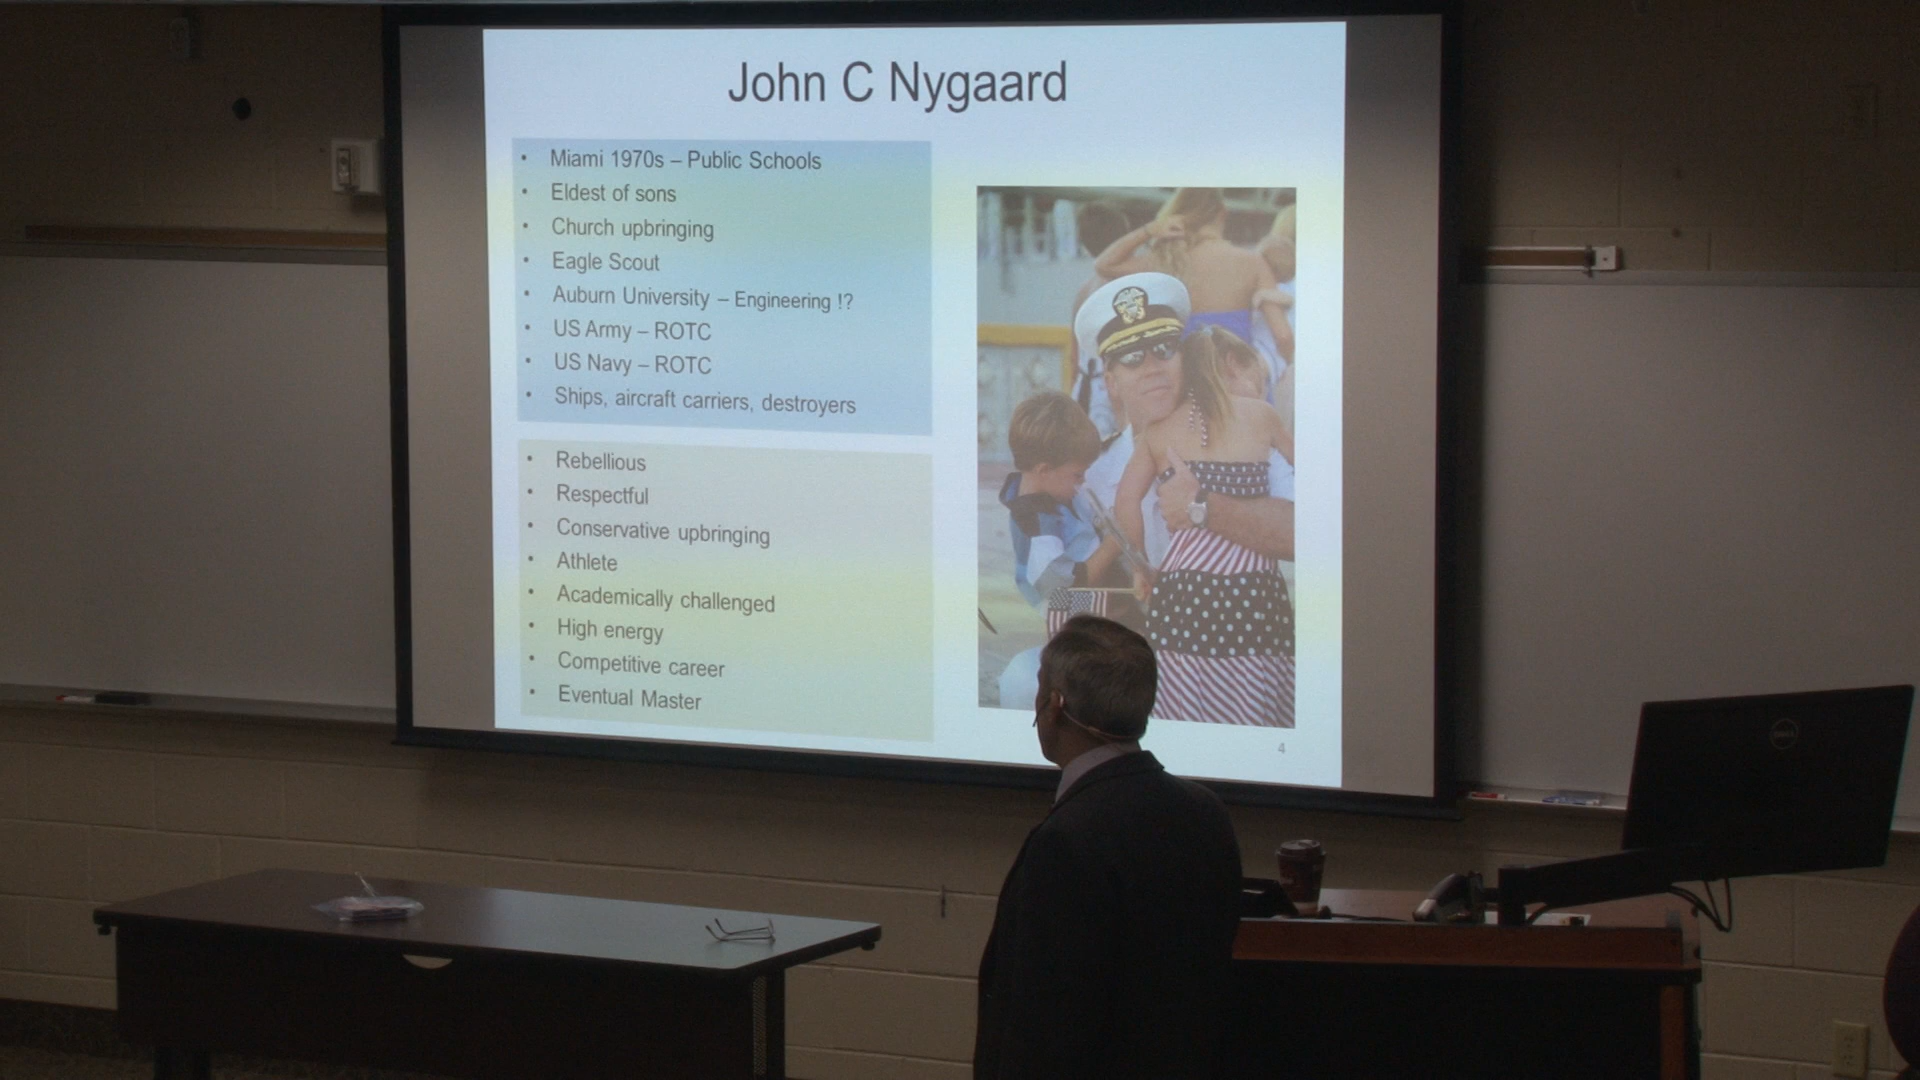 John C Nygaard
• Miami 1970s – Public Schools
• Eldest of sons
• Church upbringing
• Eagle Scout
• Auburn University – Engineering !?
• US Army – ROTC
• US Navy – ROTC
• Ships, aircraft carriers, destroyers
• Rebellious
• Respectful
• Conservative upbringing
• Athlete
• Academically challenged
• High energy
• Competitive career
• Eventual Master
4
DELL